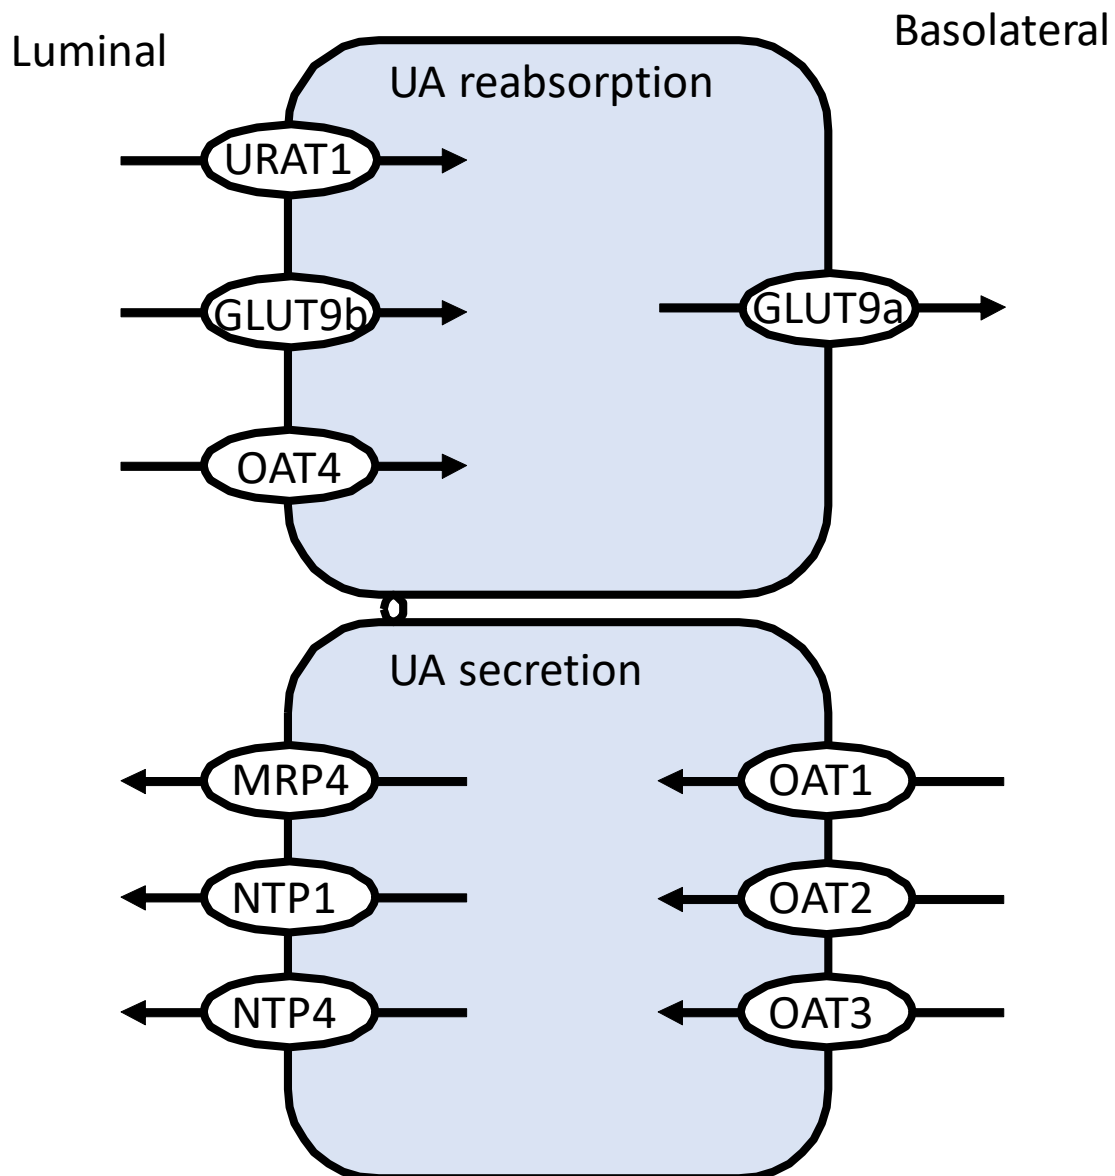 Luminal
Basolateral
UA reabsorption
URAT1
GLUT9b
GLUT9a
OAT4
UA secretion
MRP4
OAT1
NTP1
OAT2
NTP4
OAT3